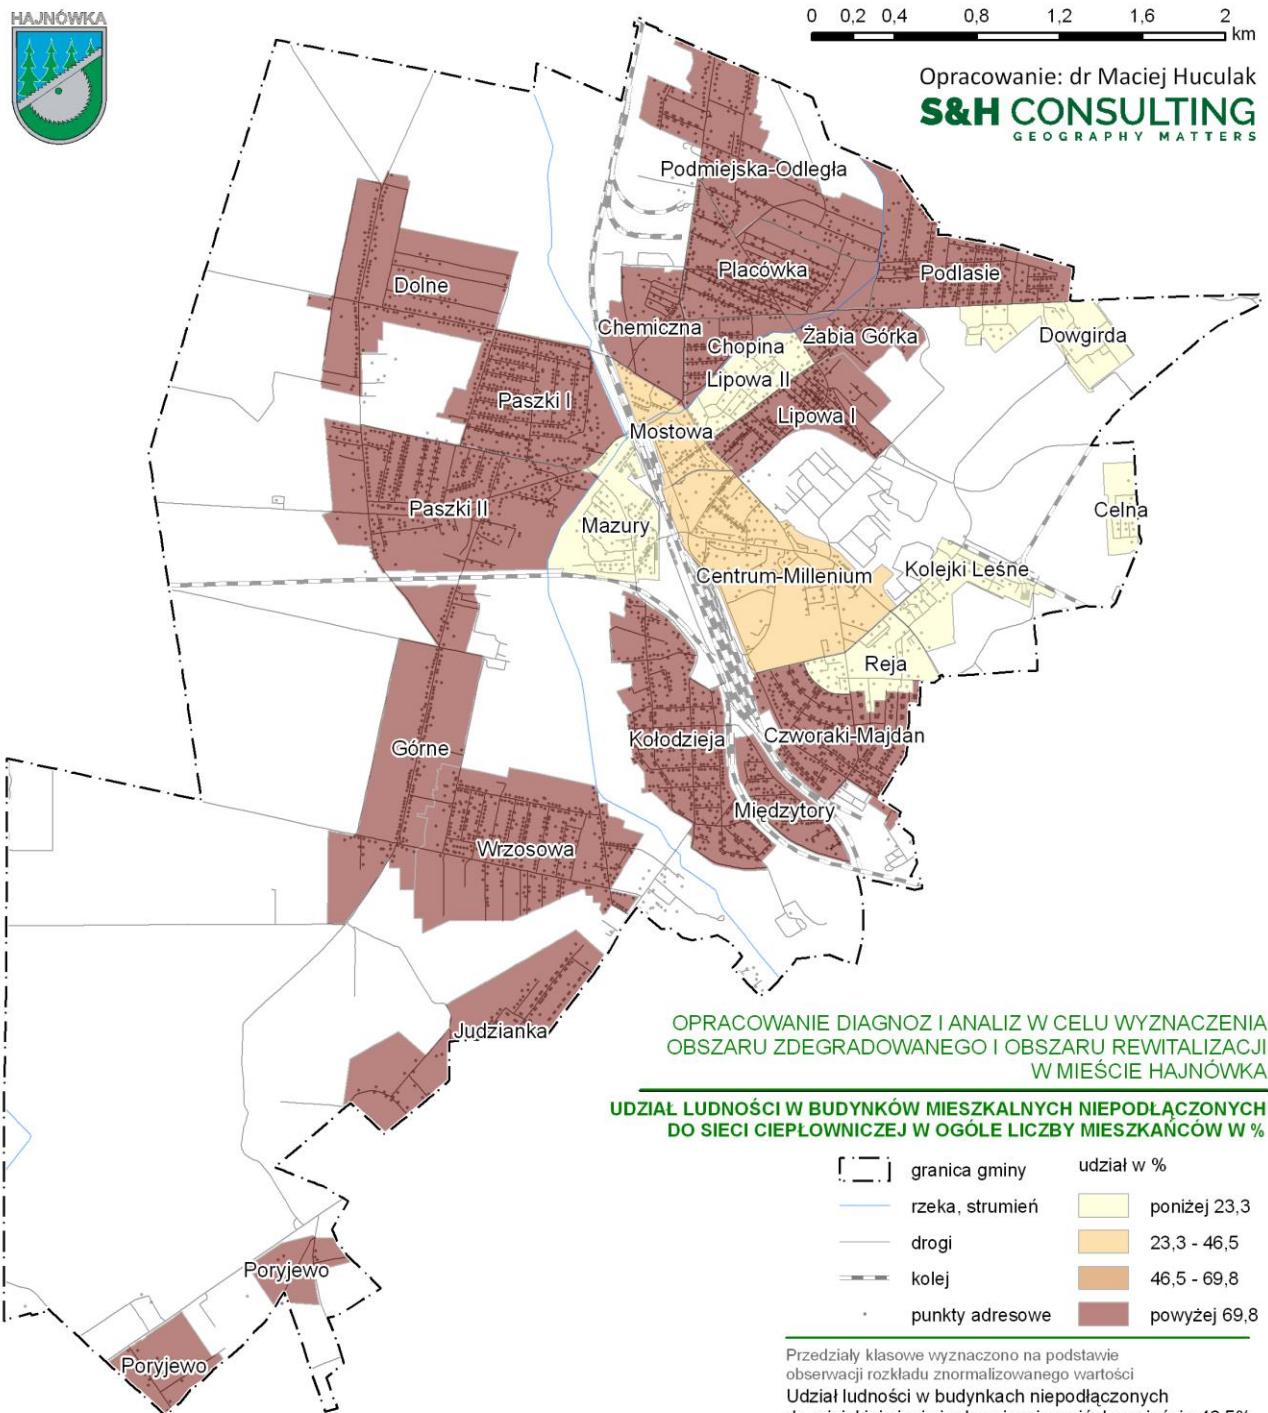 HAJNÓWKA
0 0,2 0,4 0,8 1,2 1,6 2
km
Opracowanie: dr Maciej Huculak
S&H CONSULTING
GEOGRAPHY MATTERS
Podmiejska-Odległa
Dolne
Placówka
Podlasie
Chemiczna
Chopina
Żabia Górka
Dowgirda
Lipowa II
Paszki I
Lipowa I
Mostowa
Paszki II
Celna
Mazury
Centrum-Millenium
Kolejki Leśne
Reja
Górne
Kołodzieja
Czworaki-Majdan
Międzytory
Wrzosowa
Judzianka
Poryjewo
Poryjewo
OPRACOWANIE DIAGNOZ I ANALIZ W CELU WYZNACZENIA
OBSZARU ZDEGRADOWANEGO I OBSZARU REWITALIZACJI
W MIEŚCIE HAJNÓWKA
UDZIAŁ LUDNOŚCI W BUDYNKÓW MIESZKALNYCH NIEPODŁĄCZONYCH
DO SIECI CIEPŁOWNICZEJ W OGÓLE LICZBY MIESZKAŃCÓW W %
granica gminy
rzeka, strumień
drogi
kolej
punkty adresowe
udział w %
poniżej 23,3
23,3 - 46,5
46,5 - 69,8
powyżej 69,8
Przedziały klasowe wyznaczono na podstawie
obserwacji rozkładu znormalizowanego wartości
Udział ludności w budynkach niepodłączonych